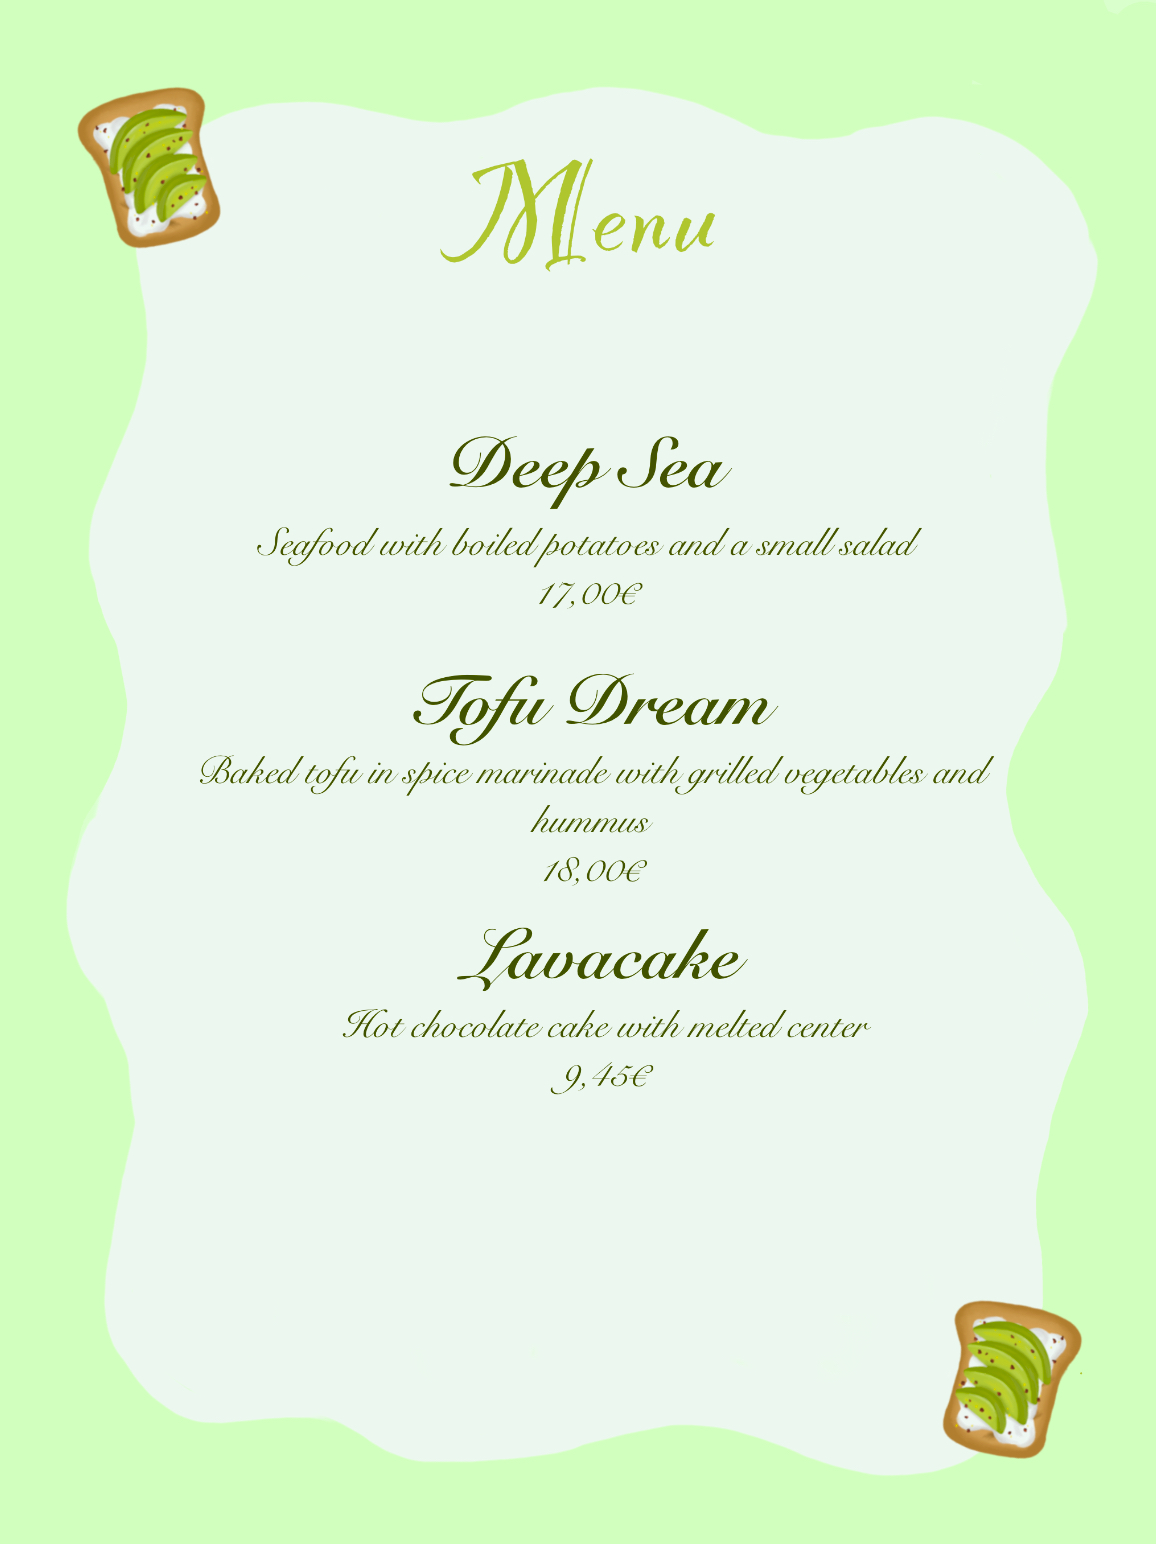 Menu
Deep Sea
Seafood with boiled potatoes and a small salad
17,00€
Tofu Dream
Baked tofu in spice marinade with grilled vegetables and
hummus
18,00€
Lavacake
Hot chocolate cake with melted center
9,45€